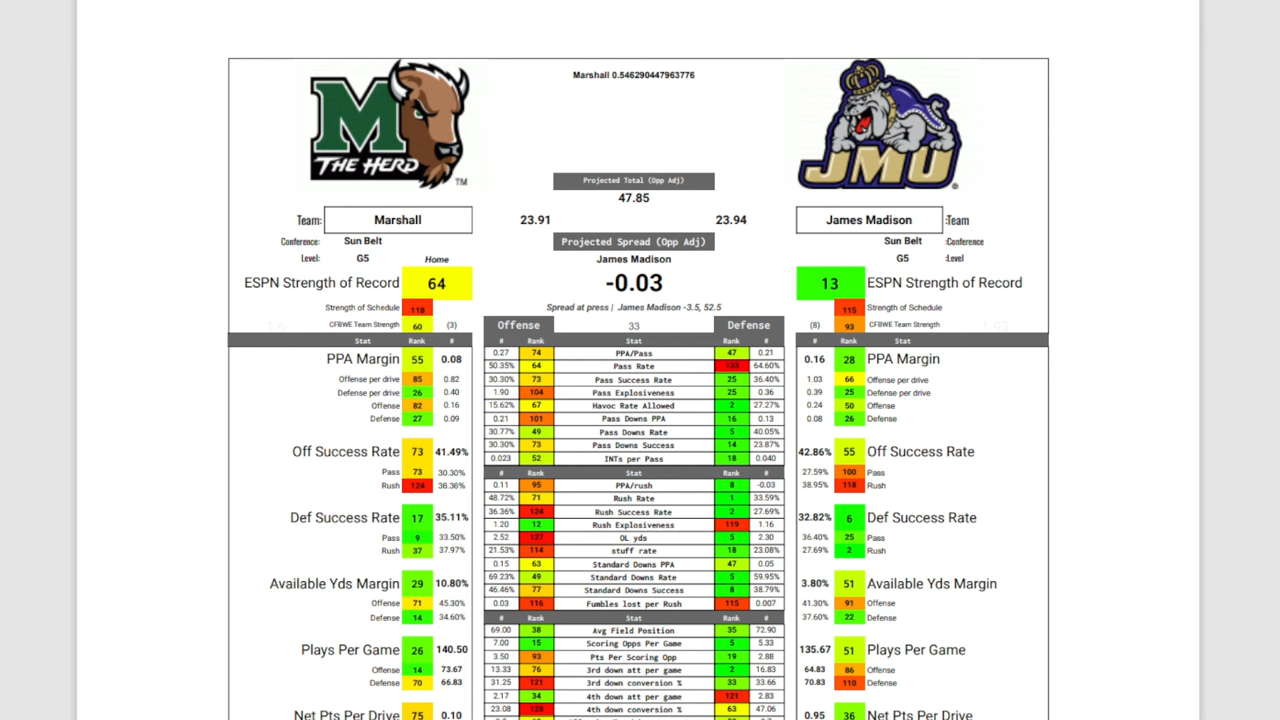 Marshall 0.546290447963776
M
THE HERD
TM
JMU
Projected Total (Opp Adj)
47.85
Team: Marshall 23.91 23.94 James Madison :Team
Conference: Sun Belt Projected Spread (Opp Adj) Sun Belt :Conference
Level: G5 Home James Madison G5 :Level
ESPN Strength of Record 64 -0.03 13 ESPN Strength of Record
Strength of Schedule 118 Spread at press | James Madison -3.5, 52.5 115 Strength of Schedule
CFBWE Team Strength 60 (3) Offense 33 Defense (8) 93 CFBWE Team Strength
Stat Rank # # Rank Stat Rank # # Rank Stat
PPA Margin 55 0.08
Offense per drive 85 0.82
Defense per drive 26 0.40
Offense 82 0.16
Defense 27 0.09
Off Success Rate 73 41.49%
Pass 73 30.30%
Rush 124 36.36%
Def Success Rate 17 35.11%
Pass 9 33.50%
Rush 37 37.97%
Available Yds Margin 29 10.80%
Offense 71 45.30%
Defense 14 34.60%
Plays Per Game 26 140.50
Offense 14 73.67
Defense 70 66.83
Net Pts Per Drive 75 0.10
0.27 74 PPA/Pass 47 0.21
50.35% 64 Pass Rate 133 64.60%
30.30% 73 Pass Success Rate 25 36.40%
1.90 104 Pass Explosiveness 25 0.36
15.62% 67 Havoc Rate Allowed 2 27.27%
0.21 101 Pass Downs PPA 16 0.13
30.77% 49 Pass Downs Rate 5 40.05%
30.30% 73 Pass Downs Success 14 23.87%
0.023 52 INTs per Pass 18 0.040
# Rank Stat Rank #
0.11 95 PPA/rush 8 -0.03
48.72% 71 Rush Rate 1 33.59%
36.36% 124 Rush Success Rate 2 27.69%
1.20 12 Rush Explosiveness 119 1.16
2.52 127 OL yds 5 2.30
21.53% 114 stuff rate 18 23.08%
0.15 63 Standard Downs PPA 47 0.05
69.23% 49 Standard Downs Rate 5 59.95%
46.46% 77 Standard Downs Success 8 38.79%
0.03 116 Fumbles lost per Rush 115 0.007
# Rank Stat Rank #
69.00 38 Avg Field Position 35 72.90
7.00 15 Scoring Opps Per Game 5 5.33
3.50 93 Pts Per Scoring Opp 19 2.88
13.33 76 3rd down att per game 2 16.83
31.25 121 3rd down conversion % 33 33.66
2.17 34 4th down att per game 121 2.83
23.08 128 4th down conversion % 63 47.06
0.16 28 PPA Margin
1.03 66 Offense per drive
0.39 25 Defense per drive
0.24 50 Offense
0.08 26 Defense
42.86% 55 Off Success Rate
27.59% 100 Pass
38.95% 118 Rush
32.82% 6 Def Success Rate
36.40% 25 Pass
27.69% 2 Rush
3.80% 51 Available Yds Margin
41.30% 91 Offense
37.60% 22 Defense
135.67 51 Plays Per Game
64.83 86 Offense
70.83 110 Defense
0.95 36 Net Pts Per Drive